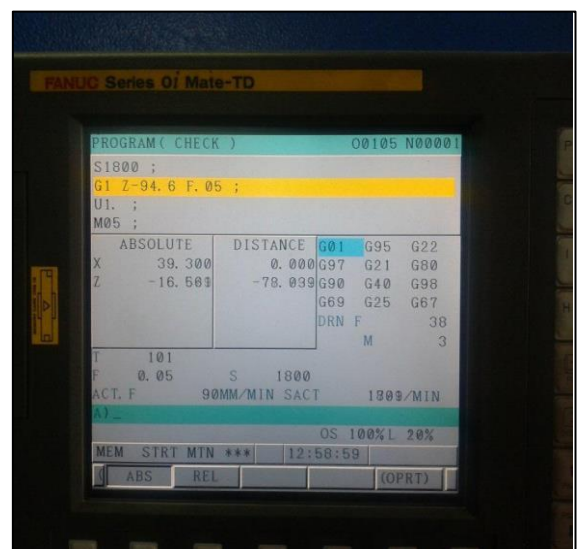 FANUC Series 0i Mate-TD
PROGRAM( CHECK ) O0105 N00001
S1800 ;
G1 Z-94.6 F.05 ;
U1. ;
M05 ;
ABSOLUTE DISTANCE G01 G95 G22
X 39.300 0.000 G97 G21 G80
Z G90 G40 G98
G69 G25 G67
DRN F 38
M 3
T 101
F 0.05 S 1800
ACT.F 90MM/MIN SACT /MIN
A)_
OS 100% L 20%
MEM STRT MTN *** 12:58:59
( ABS REL (OPRT)